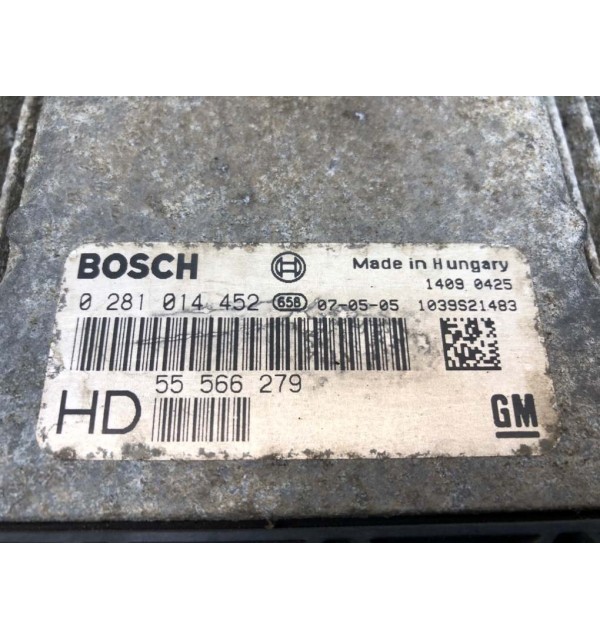 BOSCH Made in Hungary
1409 0425
0 281 014 452 658 07-05-05 1039S21483
55 566 279
HD
GM